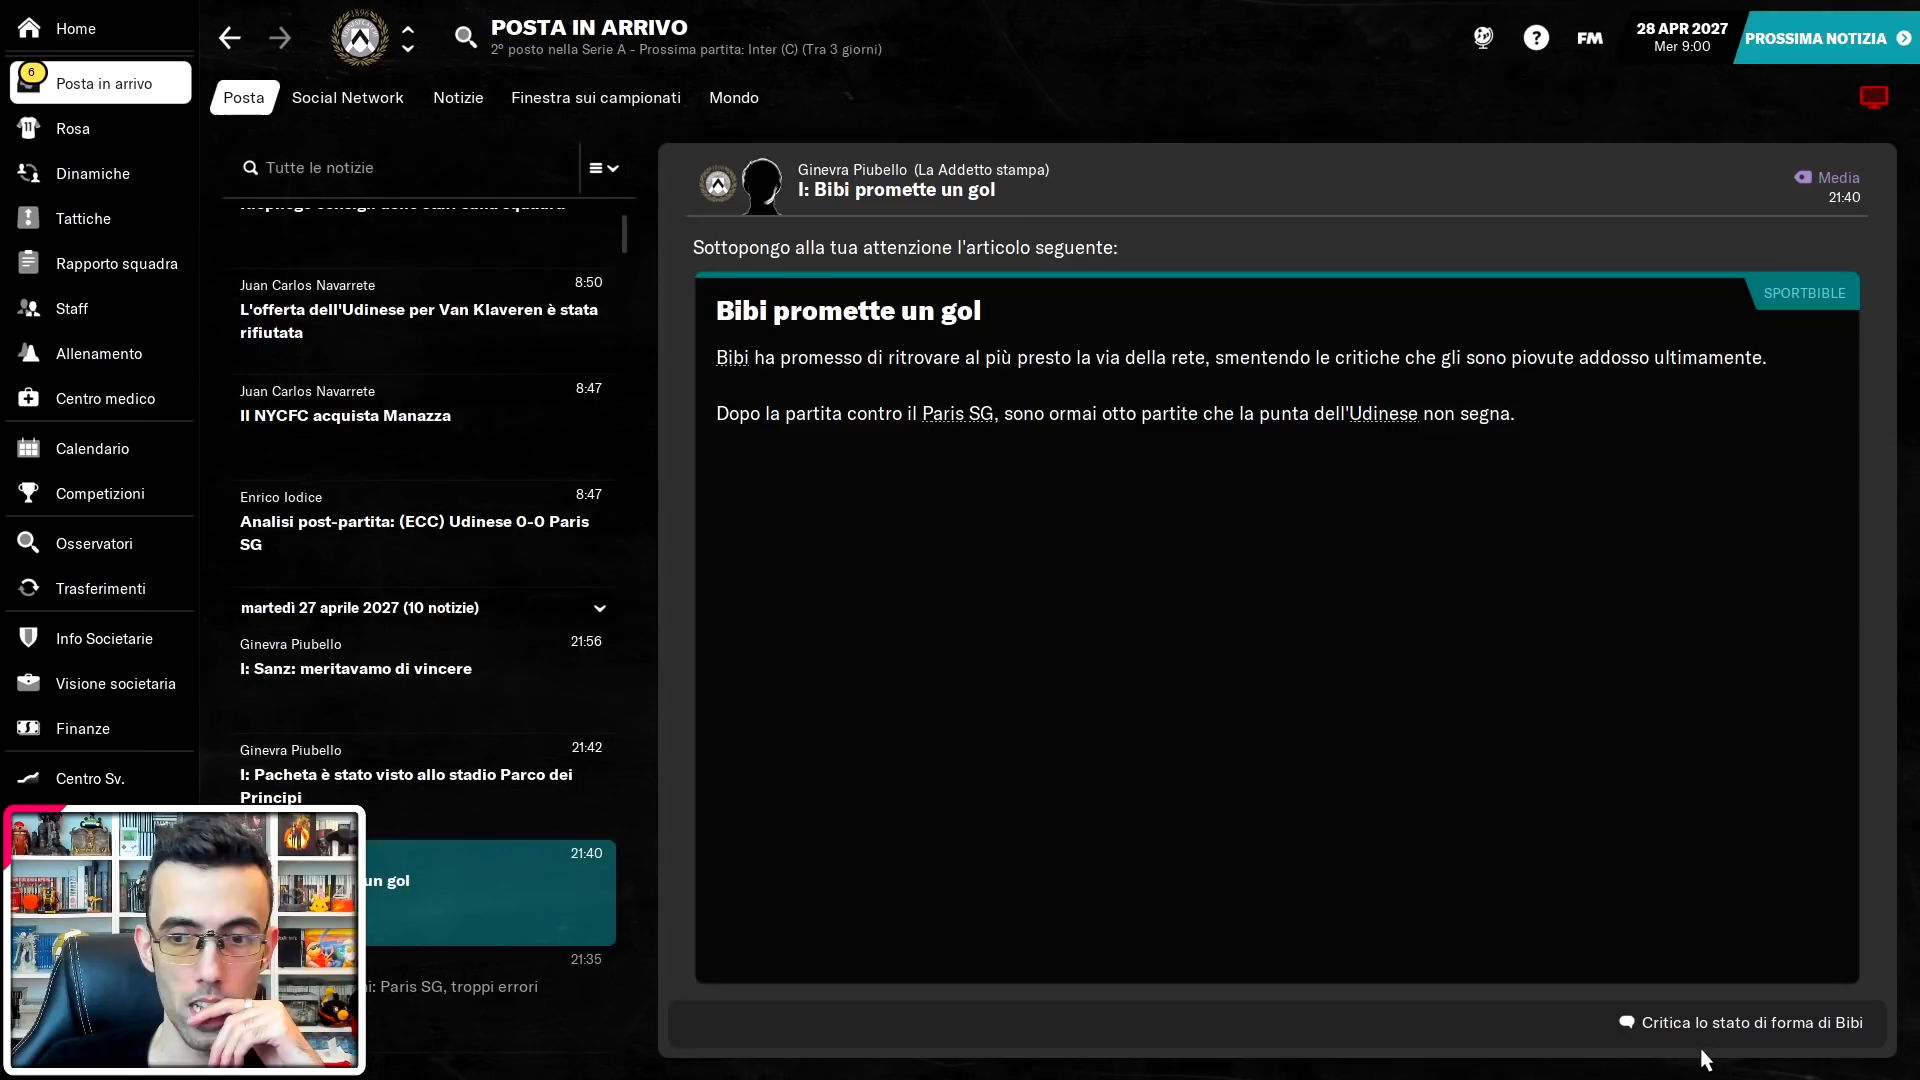 Home
6
Posta in arrivo
Rosa
Dinamiche
Tattiche
Rapporto squadra
Staff
Allenamento
Centro medico
Calendario
Competizioni
Osservatori
Trasferimenti
Info Societarie
Visione societaria
Finanze
Centro Sv.
1896
POSTA IN ARRIVO
2° posto nella Serie A - Prossima partita: Inter (C) (Tra 3 giorni)
FM
28 APR 2027
Mer 9:00
PROSSIMA NOTIZIA
Posta
Social Network
Notizie
Finestra sui campionati
Mondo
Tutte le notizie
Juan Carlos Navarrete
8:50
L'offerta dell'Udinese per Van Klaveren è stata
rifiutata
Juan Carlos Navarrete
8:47
Il NYCFC acquista Manazza
Enrico Iodice
8:47
Analisi post-partita: (ECC) Udinese 0-0 Paris
SG
martedì 27 aprile 2027 (10 notizie)
Ginevra Piubello
21:56
I: Sanz: meritavamo di vincere
Ginevra Piubello
21:42
I: Pacheta è stato visto allo stadio Parco dei
Principi
21:40
un gol
21:35
i: Paris SG, troppi errori
Ginevra Piubello (La Addetto stampa)
I: Bibi promette un gol
Media
21:40
Sottopongo alla tua attenzione l'articolo seguente:
SPORTBIBLE
Bibi promette un gol
Bibi ha promesso di ritrovare al più presto la via della rete, smentendo le critiche che gli sono piovute addosso ultimamente.
Dopo la partita contro il Paris SG, sono ormai otto partite che la punta dell'Udinese non segna.
Critica lo stato di forma di Bibi